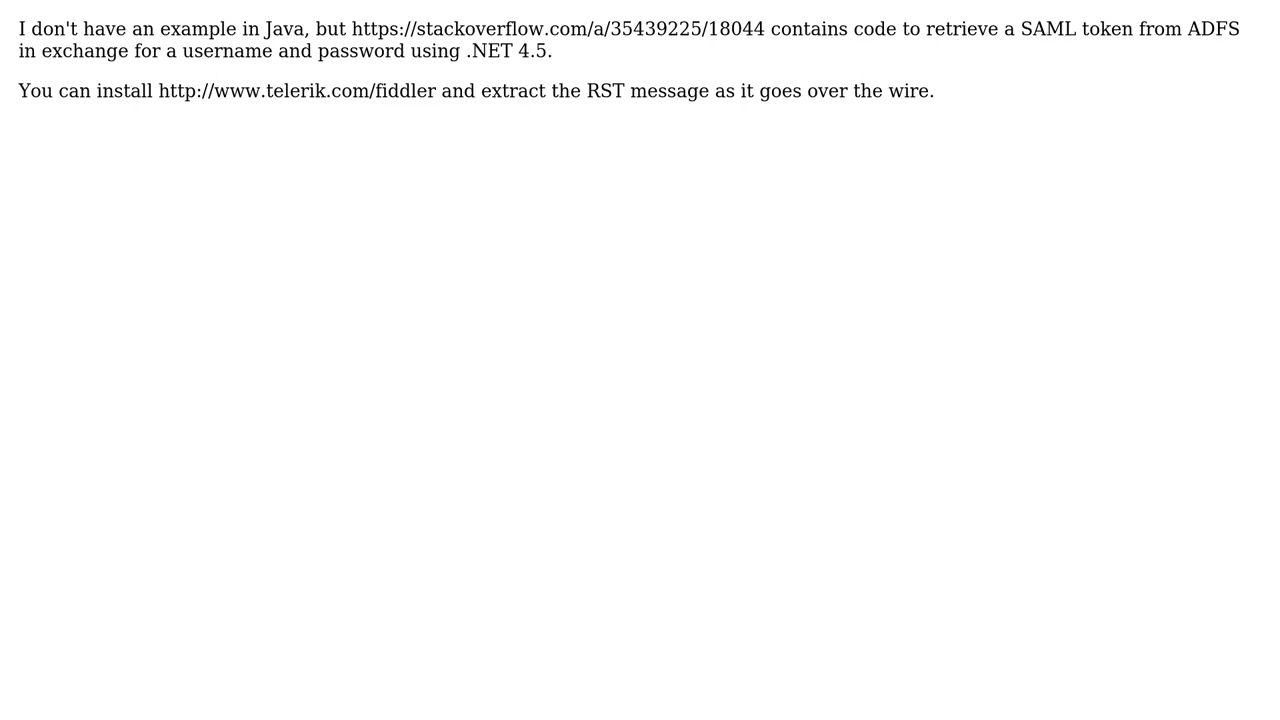 I don't have an example in Java, but https://stackoverflow.com/a/35439225/18044 contains code to retrieve a SAML token from ADFS
in exchange for a username and password using .NET 4.5.
You can install http://www.telerik.com/fiddler and extract the RST message as it goes over the wire.